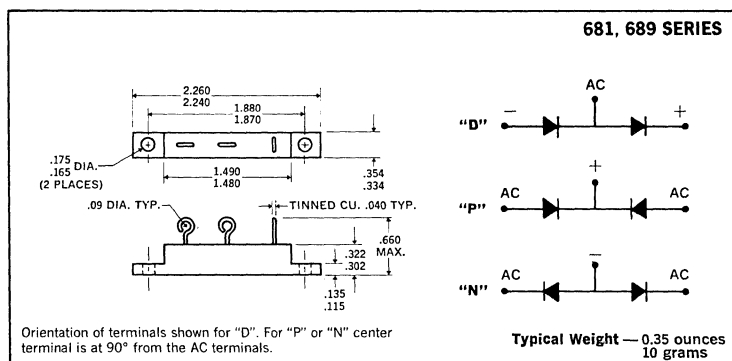 681, 689 SERIES
2.260
2.240
1.880
1.870
.175
.165 DIA.
(2 PLACES)
1.490
1.480
.354
.334
.09 DIA. TYP.
TINNED CU. .040 TYP.
.660
MAX.
.322
.302
.135
.115
Orientation of terminals shown for "D". For "P" or "N" center
terminal is at 90° from the AC terminals.
AC
"D" − +
+
"P" AC AC
−
"N" AC AC
Typical Weight — 0.35 ounces
10 grams